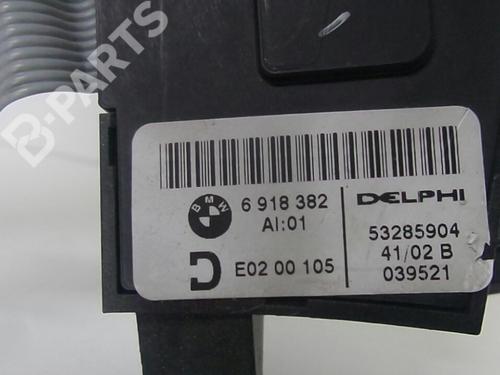 B-PARTS
BMW
6 918 382
AI:01
D E02 00 105
DELPHI
53285904
41/02 B
039521